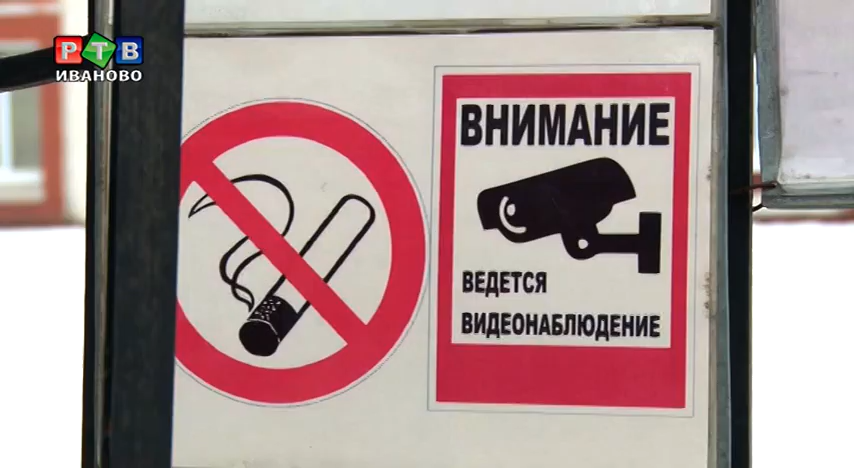 РТВ
ИВАНОВО
ВНИМАНИЕ
ВЕДЕТСЯ
ВИДЕОНАБЛЮДЕНИЕ